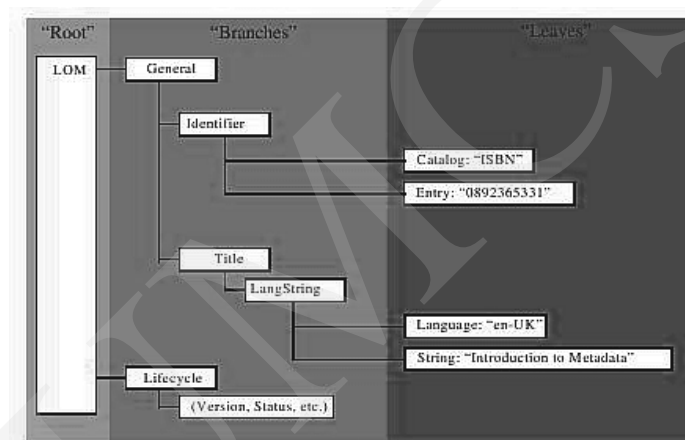 “Root” “Branches” “Leaves”
LOM
General
Identifier
Catalog: “ISBN”
Entry: “0892365331”
Title
LangString
Language: “en-UK”
String: “Introduction to Metadata”
Lifecycle
(Version, Status, etc.)